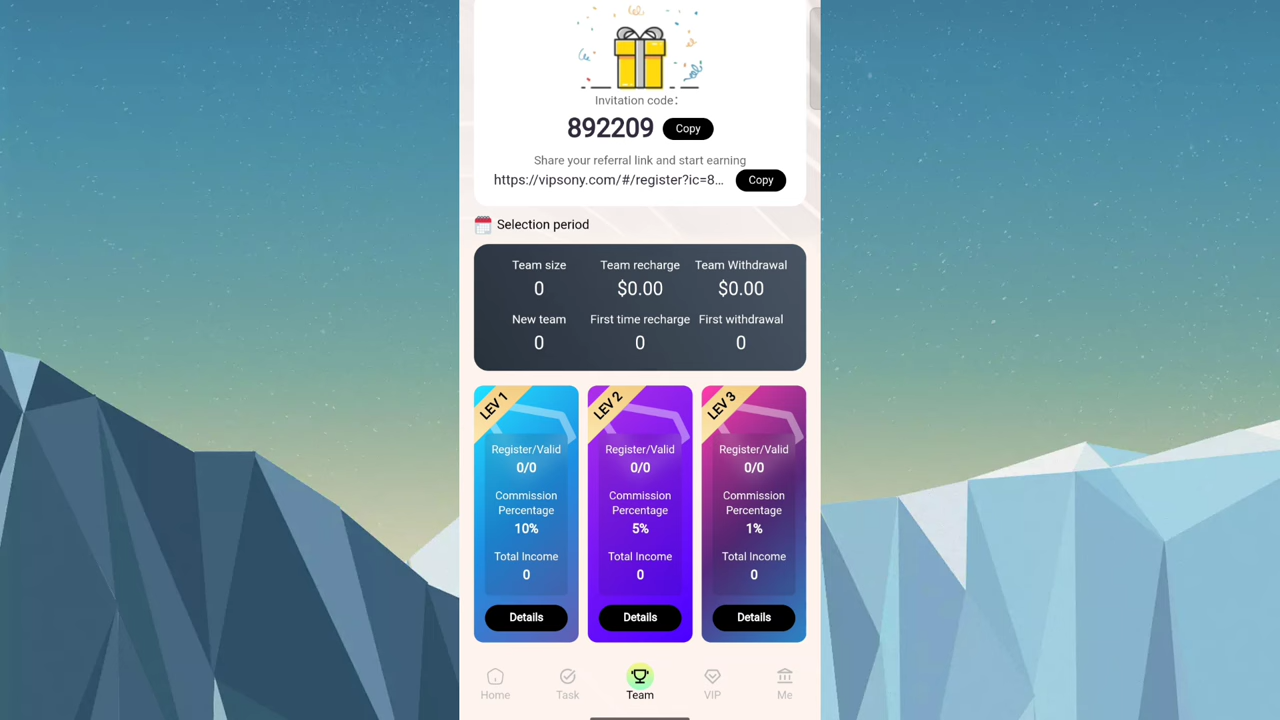 Invitation code：
892209 Copy
Share your referral link and start earning
https://vipsony.com/#/register?ic=8... Copy
Selection period
Team size Team recharge Team Withdrawal
0 $0.00 $0.00
New team First time recharge First withdrawal
0 0 0
LEV 1 LEV 2 LEV 3
Register/Valid Register/Valid Register/Valid
0/0 0/0 0/0
Commission Commission Commission
Percentage Percentage Percentage
10% 5% 1%
Total Income Total Income Total Income
0 0 0
Details Details Details
Home Task Team VIP Me